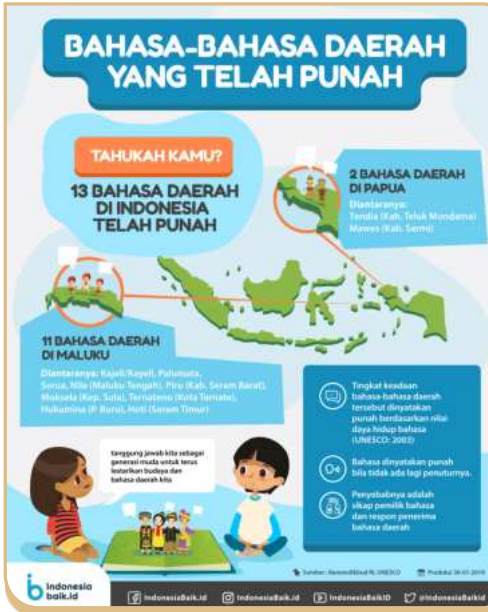 BAHASA-BAHASA DAERAH
YANG TELAH PUNAH
TAHUKAH KAMU?
13 BAHASA DAERAH
DI INDONESIA
TELAH PUNAH
2 BAHASA DAERAH
DI PAPUA
Diantaranya:
Tandia (Kab. Teluk Mondama)
Mawes (Kab. Sarmi)
11 BAHASA DAERAH
DI MALUKU
Diantaranya: Kajeli/Kayeli, Palumata,
Serua, Nila (Maluku Tengah), Piru (Kab. Seram Barat),
Moksela (Kep. Sula), Ternateno (Kota Ternate),
Hukumina (P. Buru), Hoti (Seram Timur)
Tingkat keadaan
bahasa-bahasa daerah
tersebut dinyatakan
punah berdasarkan nilai
daya hidup bahasa
(UNESCO: 2003)
Bahasa dinyatakan punah
bila tidak ada lagi penuturnya.
Penyebabnya adalah
sikap pemilik bahasa
dan respon penerima
bahasa daerah
tanggung jawab kita sebagai
generasi muda untuk terus
lestarikan budaya dan
bahasa daerah kita
Sumber : Kemendikbud RI, UNESCO
indonesia
baik.id
IndonesiaBaik.id
IndonesiaBaik.id
IndonesiaBaikID
@IndonesiaBaikId